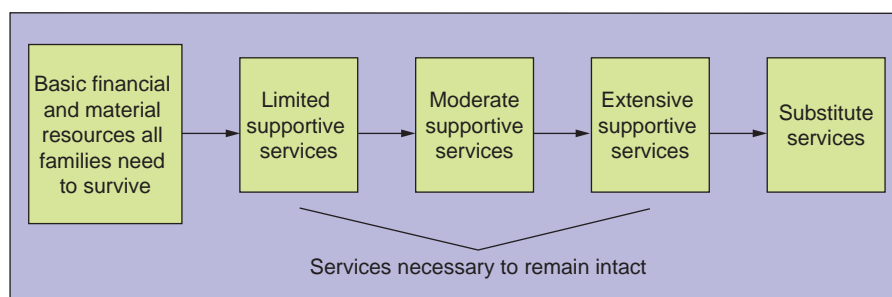 Basic financial
and material
resources all
families need
to survive
Limited
supportive
services
Moderate
supportive
services
Extensive
supportive
services
Substitute
services
Services necessary to remain intact